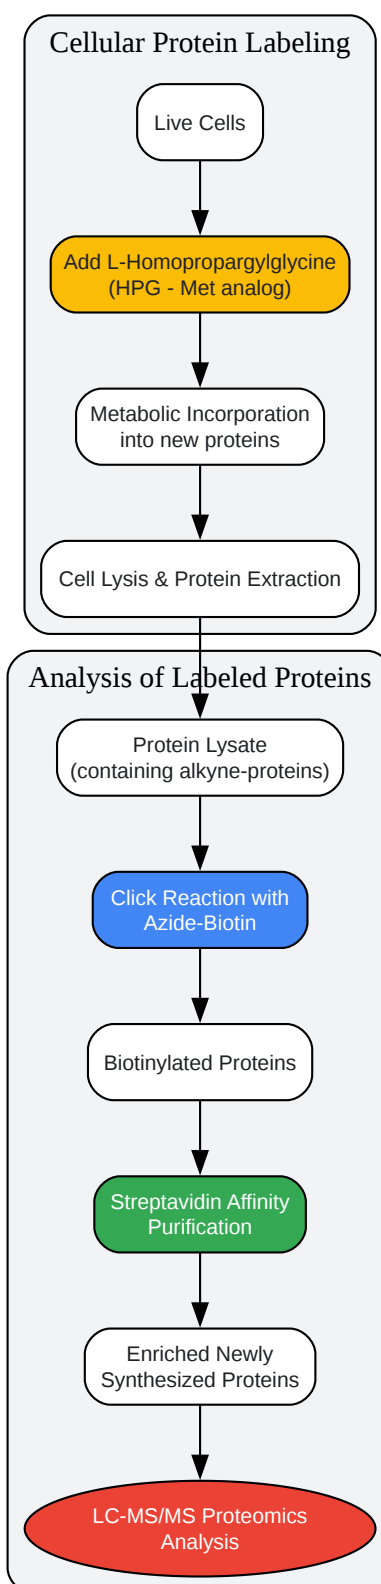 Cellular Protein Labeling
Live Cells
Add L-Homopropargylglycine
(HPG - Met analog)
Metabolic Incorporation
into new proteins
Cell Lysis & Protein Extraction
Analysis of Labeled Proteins
Protein Lysate
(containing alkyne-proteins)
Click Reaction with
Azide-Biotin
Biotinylated Proteins
Streptavidin Affinity
Purification
Enriched Newly
Synthesized Proteins
LC-MS/MS Proteomics
Analysis